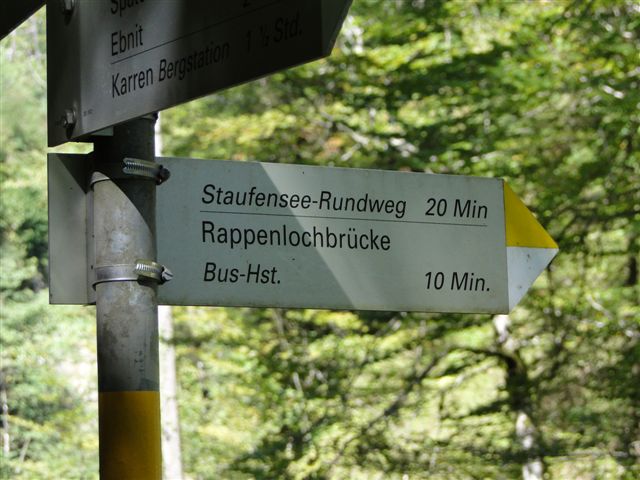 Ebnit
Karren Bergstation 1 ½ Std.
Staufensee-Rundweg 20 Min
Rappenlochbrücke
Bus-Hst. 10 Min.